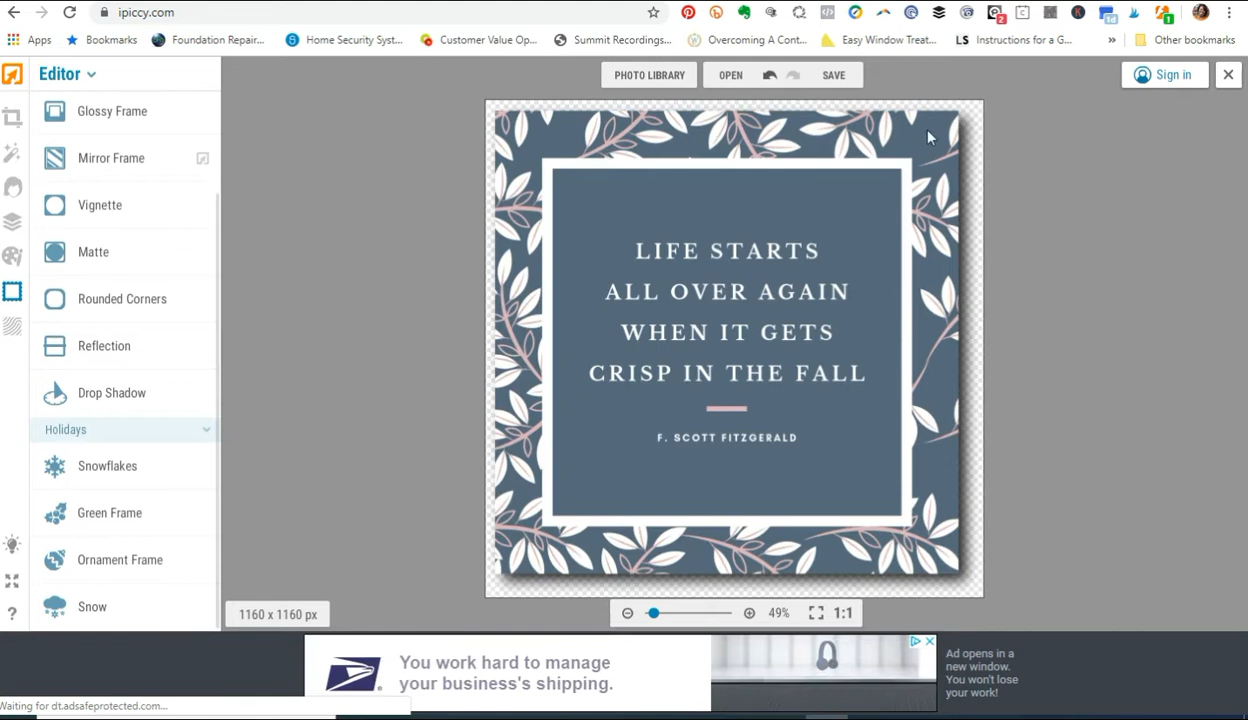 ipiccy.com
2
1d
1
Apps
Bookmarks
Foundation Repair...
Home Security Syst...
Customer Value Op...
Summit Recordings...
Overcoming A Cont...
Easy Window Treat...
LS
Instructions for a G...
»
Other bookmarks
Editor
PHOTO LIBRARY
OPEN
SAVE
Sign in
Glossy Frame
Mirror Frame
Vignette
Matte
Rounded Corners
Reflection
Drop Shadow
Holidays
Snowflakes
Green Frame
Ornament Frame
Snow
?
LIFE STARTS
ALL OVER AGAIN
WHEN IT GETS
CRISP IN THE FALL
F. SCOTT FITZGERALD
1160 x 1160 px
49%
1:1
You work hard to manage
your business's shipping.
Ad opens in a
new window.
You won't lose
your work!
Waiting for dt.adsafeprotected.com...